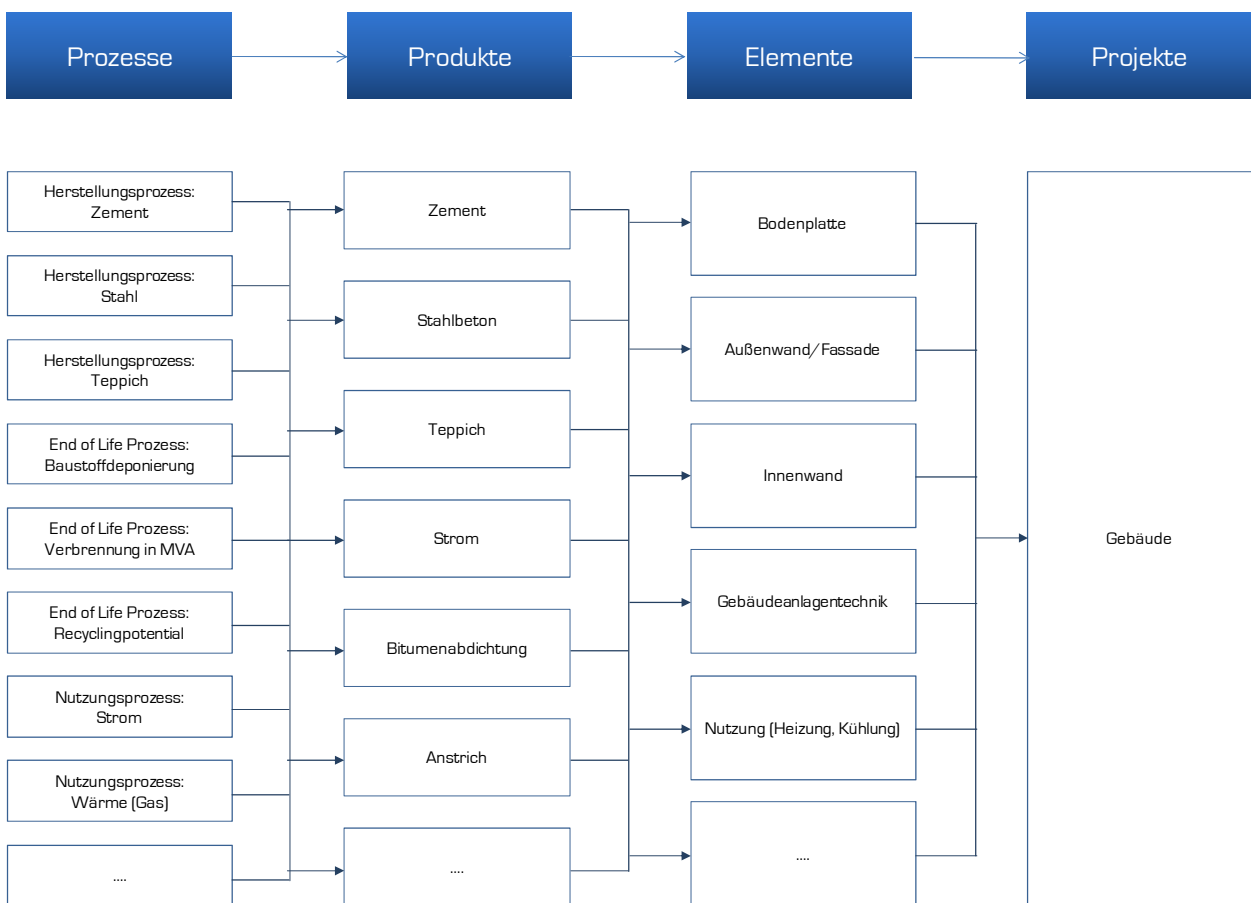 Prozesse
Produkte
Elemente
Projekte
Herstellungsprozess:
Zement
Herstellungsprozess:
Stahl
Herstellungsprozess:
Teppich
End of Life Prozess:
Baustoffdeponierung
End of Life Prozess:
Verbrennung in MVA
End of Life Prozess:
Recyclingpotential
Nutzungsprozess:
Strom
Nutzungsprozess:
Wärme (Gas)
....
Zement
Stahlbeton
Teppich
Strom
Bitumenabdichtung
Anstrich
....
Bodenplatte
Außenwand/Fassade
Innenwand
Gebäudeanlagentechnik
Nutzung (Heizung, Kühlung)
....
Gebäude